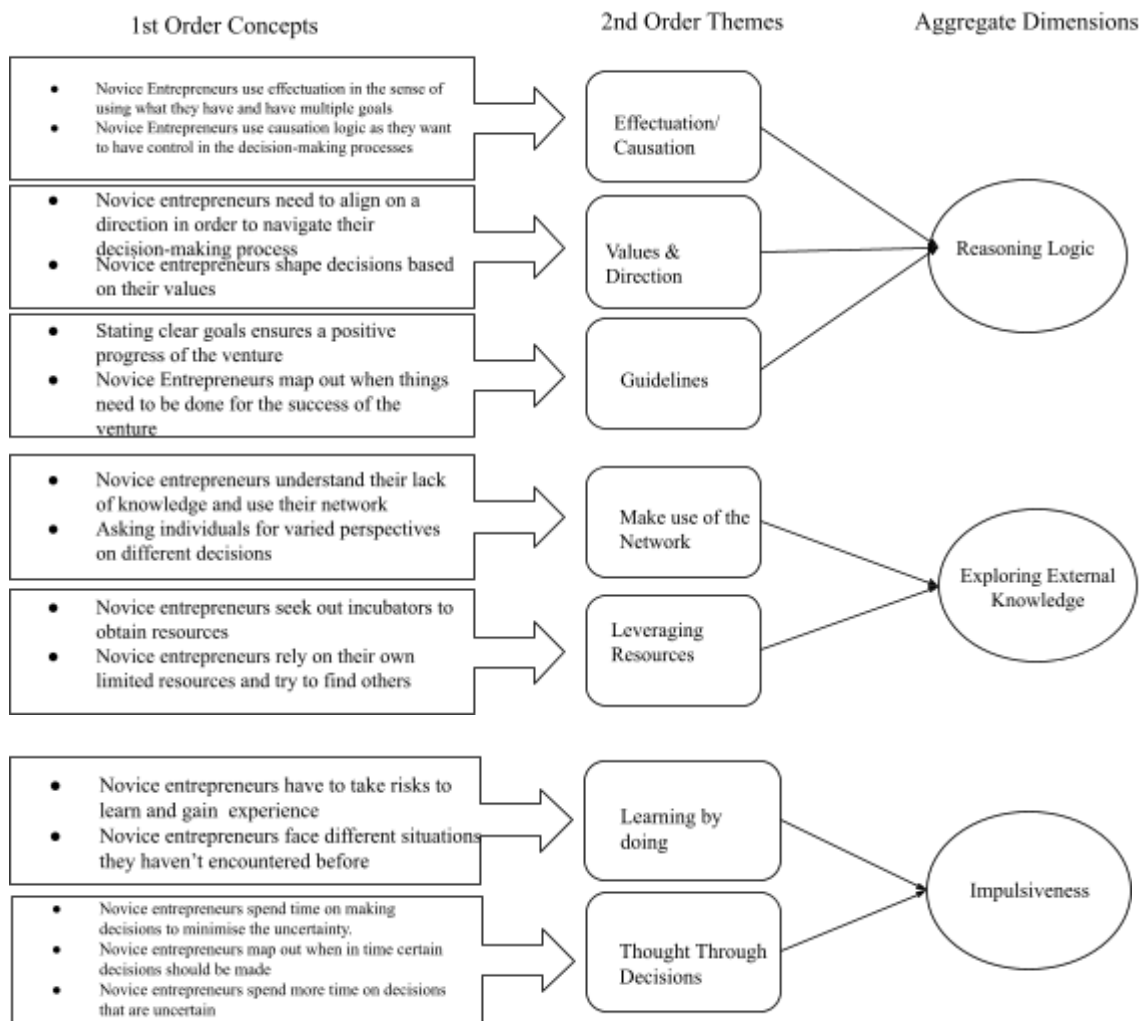 1st Order Concepts
2nd Order Themes
Aggregate Dimensions
● Novice Entrepreneurs use effectuation in the sense of
using what they have and have multiple goals
● Novice Entrepreneurs use causation logic as they want
to have control in the decision-making processes
Effectuation/
Causation
● Novice entrepreneurs need to align on a
direction in order to navigate their
decision-making process
● Novice entrepreneurs shape decisions based
on their values
Values &
Direction
Reasoning Logic
● Stating clear goals ensures a positive
progress of the venture
● Novice Entrepreneurs map out when things
need to be done for the success of the
venture
Guidelines
● Novice entrepreneurs understand their lack
of knowledge and use their network
● Asking individuals for varied perspectives
on different decisions
Make use of the
Network
Exploring External
Knowledge
● Novice entrepreneurs seek out incubators to
obtain resources
● Novice entrepreneurs rely on their own
limited resources and try to find others
Leveraging
Resources
● Novice entrepreneurs have to take risks to
learn and gain experience
● Novice entrepreneurs face different situations
they haven't encountered before
Learning by
doing
Impulsiveness
● Novice entrepreneurs spend time on making
decisions to minimise the uncertainty.
● Novice entrepreneurs map out when in time certain
decisions should be made
● Novice entrepreneurs spend more time on decisions
that are uncertain
Thought Through
Decisions